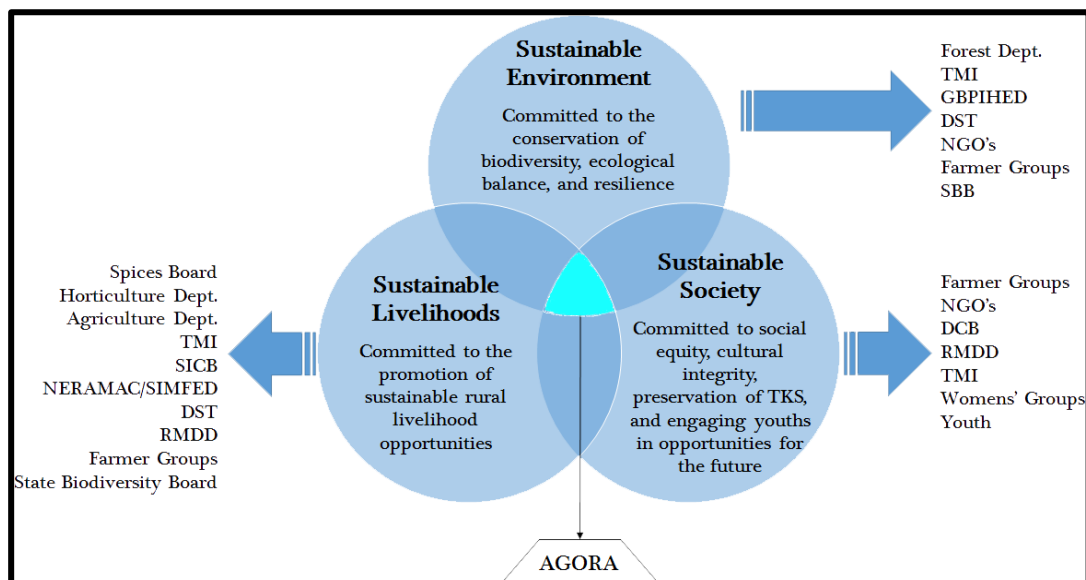 Sustainable
Environment
Committed to the
conservation of
biodiversity, ecological
balance, and resilience
Forest Dept.
TMI
GBPIHED
DST
NGO's
Farmer Groups
SBB
Spices Board
Horticulture Dept.
Agriculture Dept.
TMI
SICB
NERAMAC/SIMFED
DST
RMDD
Farmer Groups
State Biodiversity Board
Sustainable
Livelihoods
Committed to the
promotion of
sustainable rural
livelihood
opportunities
Sustainable
Society
Committed to social
equity, cultural
integrity,
preservation of TKS,
and engaging youths
in opportunities for
the future
Farmer Groups
NGO's
DCB
RMDD
TMI
Womens' Groups
Youth
AGORA